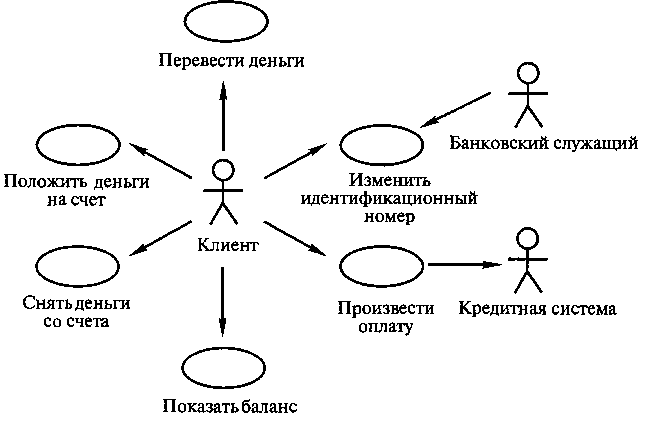 Перевести деньги
Банковский служащий
Положить деньги
на счет
Изменить
идентификационный
номер
Клиент
Снять деньги
со счета
Произвести
оплату
Кредитная система
Показать баланс